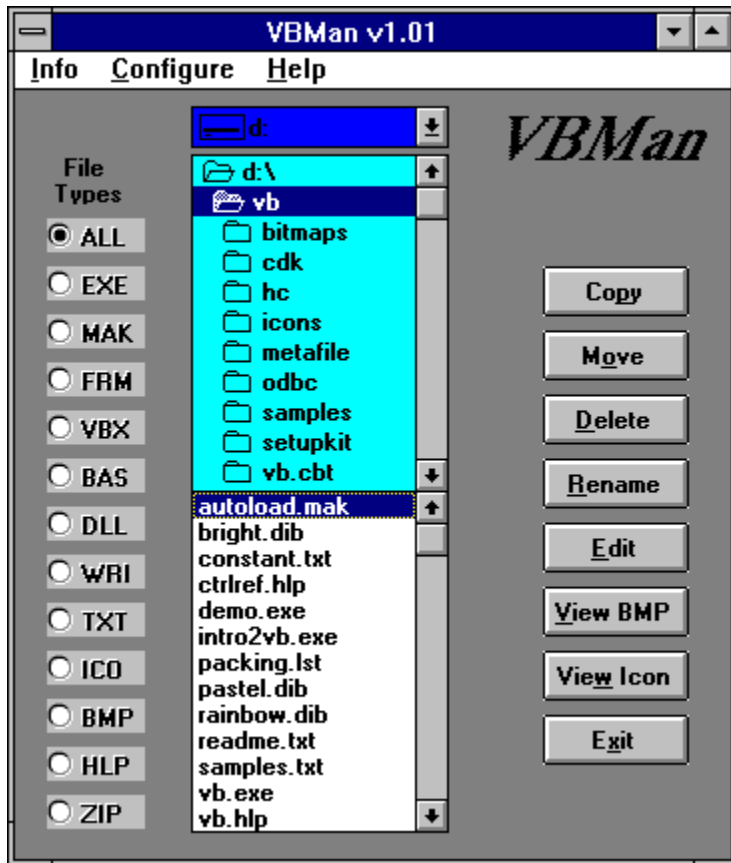 VBMan v1.01
Info Configure Help
d:
VBMan
File
Types
ALL
EXE
MAK
FRM
VBX
BAS
DLL
WRI
TXT
ICO
BMP
HLP
ZIP
d:\
vb
bitmaps
cdk
hc
icons
metafile
odbc
samples
setupkit
vb.cbt
autoload.mak
bright.dib
constant.txt
ctrlref.hlp
demo.exe
intro2vb.exe
packing.lst
pastel.dib
rainbow.dib
readme.txt
samples.txt
vb.exe
vb.hlp
Copy
Move
Delete
Rename
Edit
View BMP
View Icon
Exit